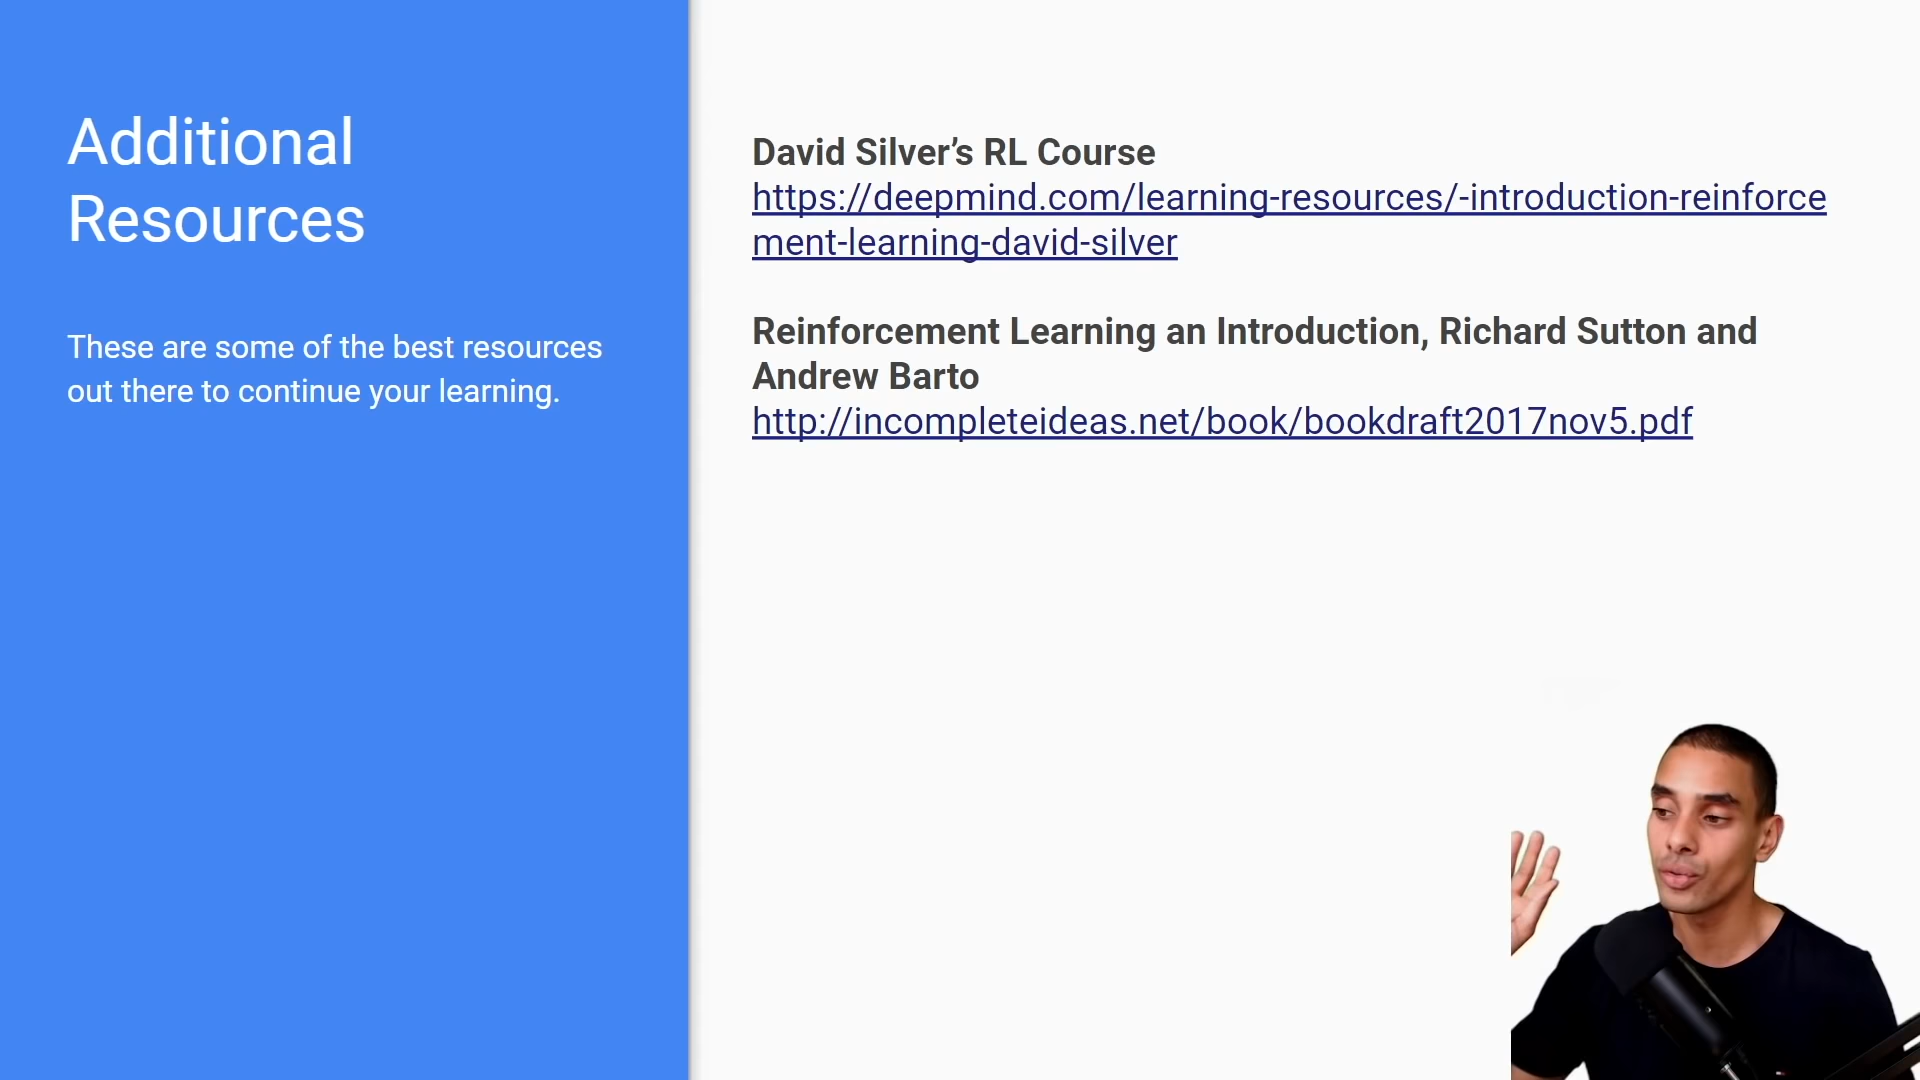 Additional
Resources
These are some of the best resources
out there to continue your learning.
David Silver’s RL Course
https://deepmind.com/learning-resources/-introduction-reinforce
ment-learning-david-silver
Reinforcement Learning an Introduction, Richard Sutton and
Andrew Barto
http://incompleteideas.net/book/bookdraft2017nov5.pdf